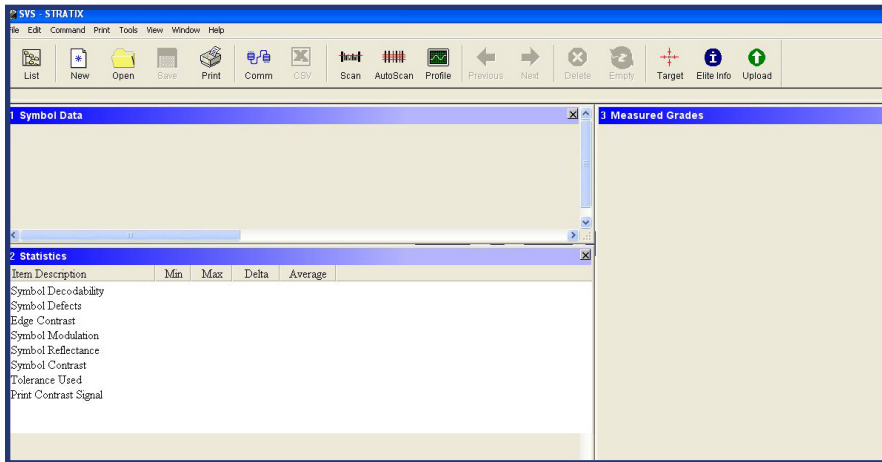 SVS - STRATIX
File Edit Command Print Tools View Window Help
List New Open Save Print Comm CSV Scan AutoScan Profile Previous Next Delete Empty Target Elite Info Upload
1 Symbol Data
3 Measured Grades
2 Statistics
Item Description Min Max Delta Average
Symbol Decodability
Symbol Defects
Edge Contrast
Symbol Modulation
Symbol Reflectance
Symbol Contrast
Tolerance Used
Print Contrast Signal